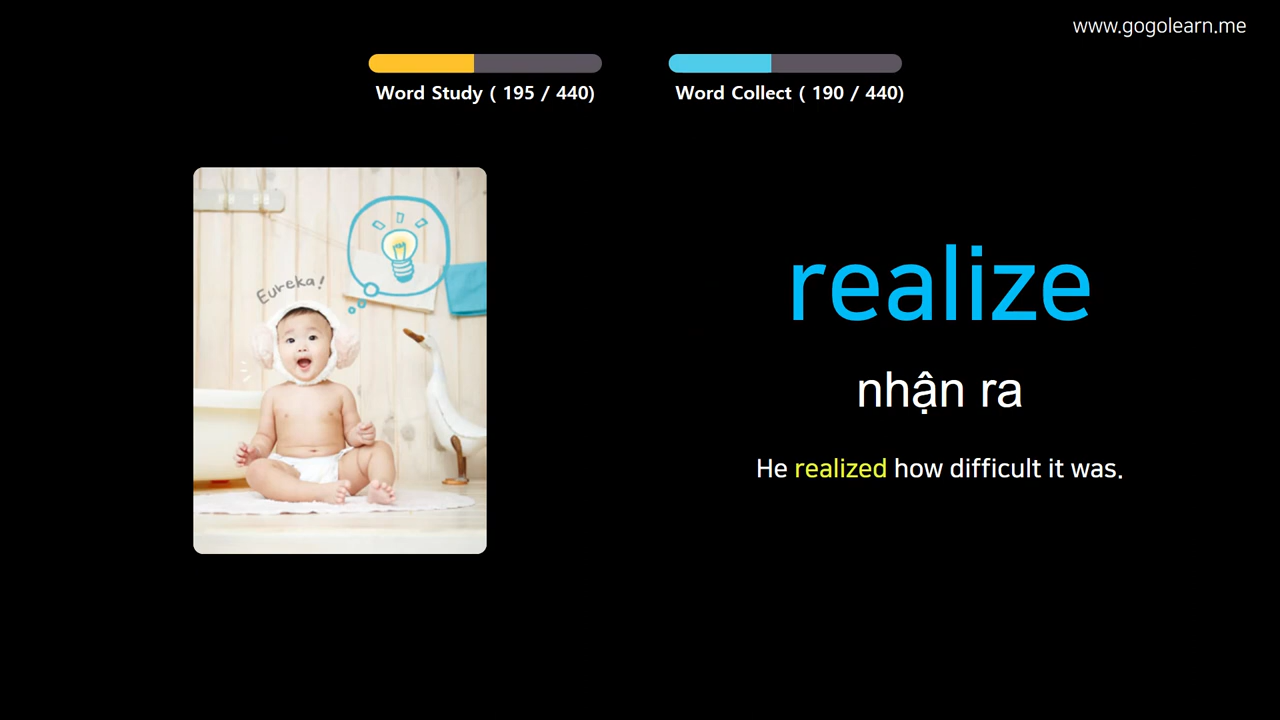 www.gogolearn.me
Word Study ( 195 / 440)
Word Collect ( 190 / 440)
Eureka!
realize
nhận ra
He realized how difficult it was.